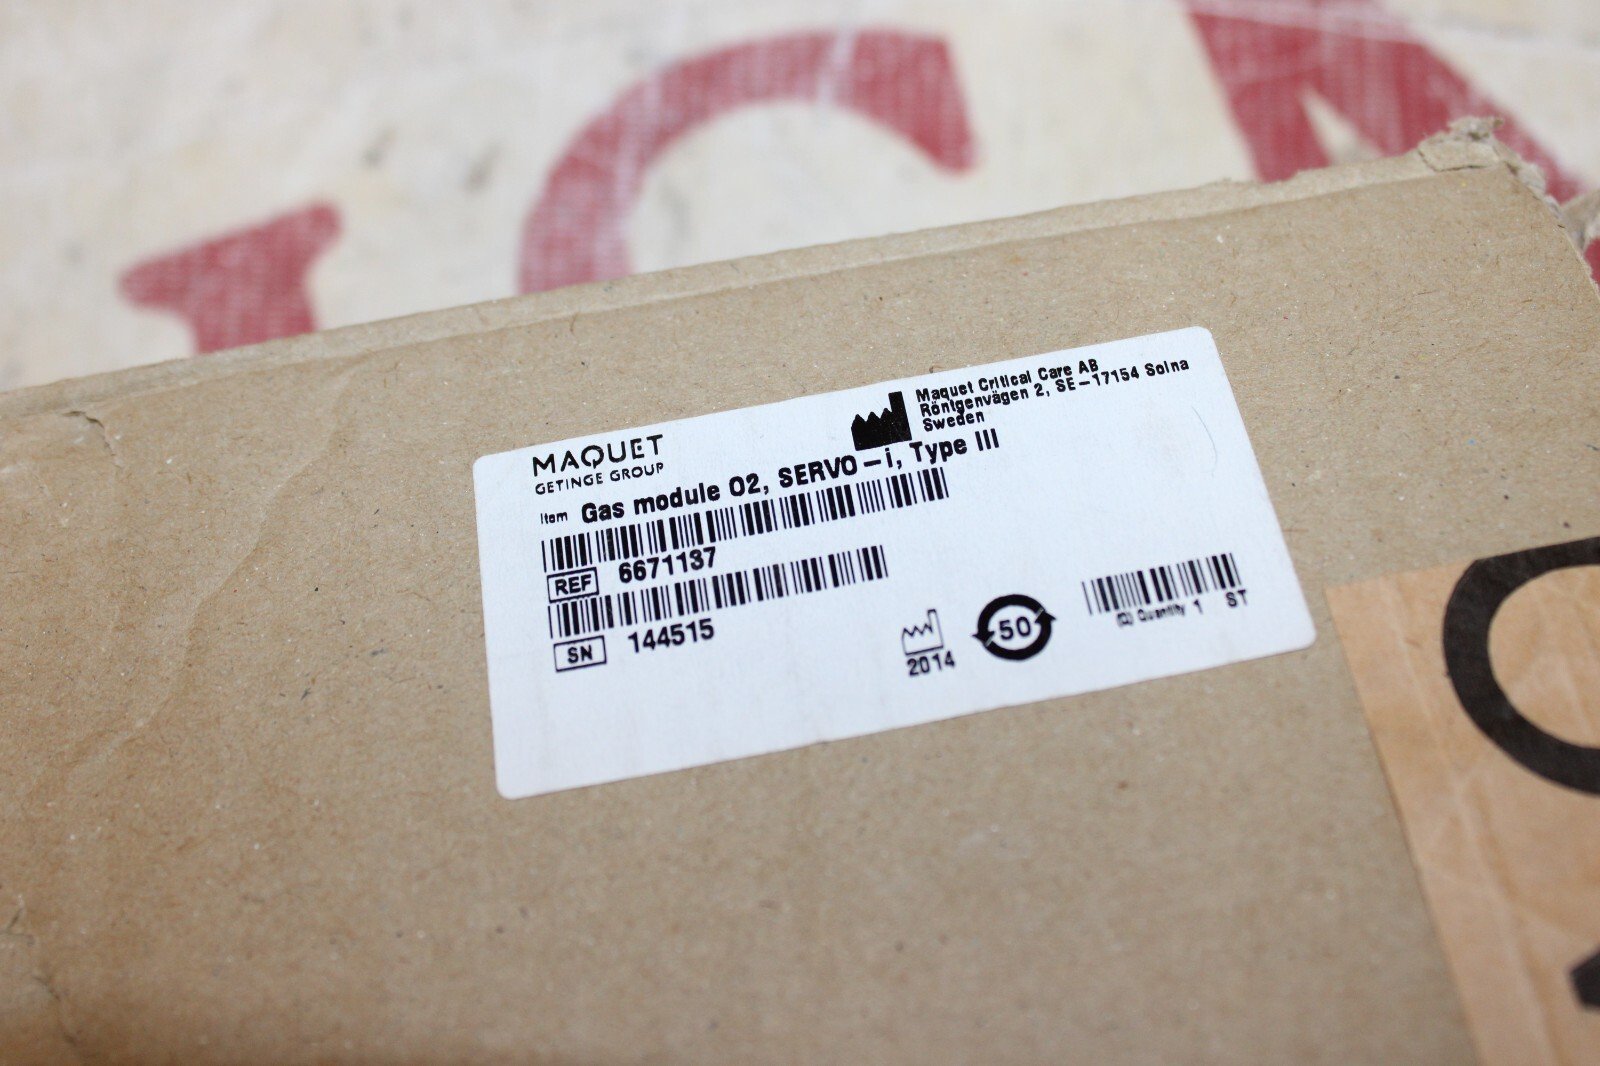 MAQUET
GETINGE GROUP
Maquet Critical Care AB
Röntgenvägen 2, SE-17154 Solna
Sweden
Item Gas module O2, SERVO-i, Type III
REF 6671137
SN 144515
2014
50
(Q) Quantity 1 ST